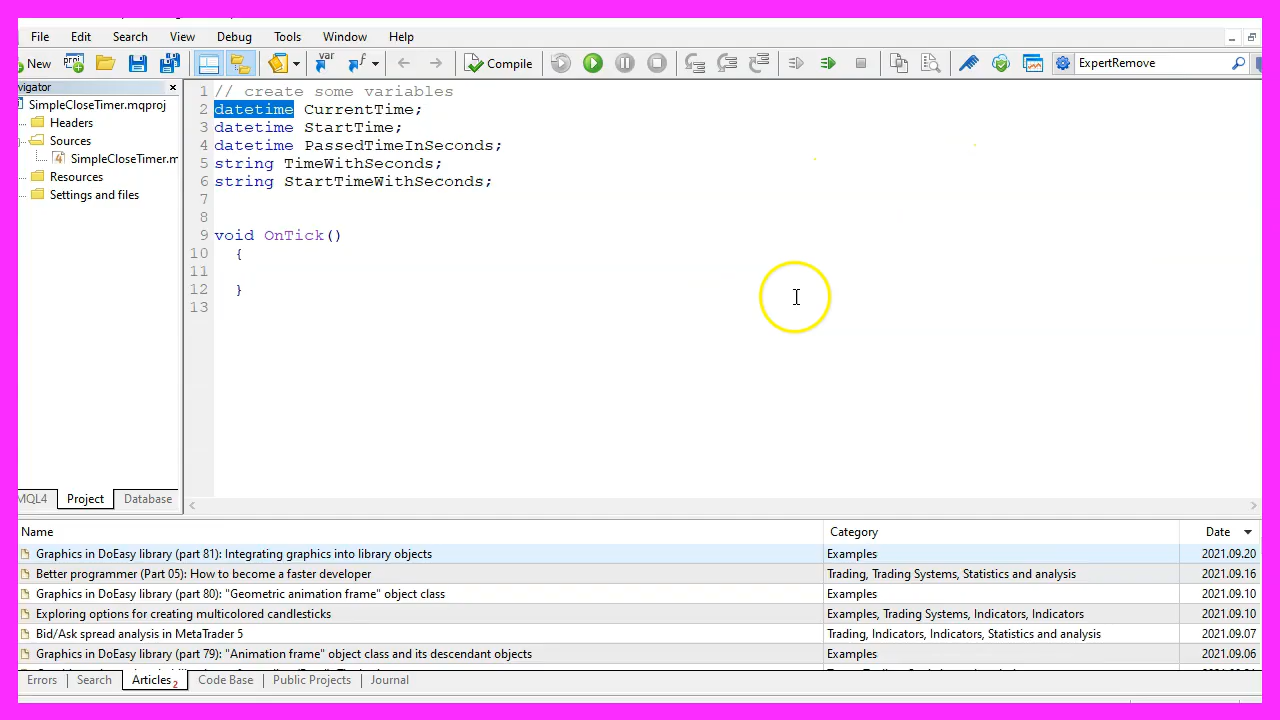 File Edit Search View Debug Tools Window Help
New Compile ExpertRemove
vigator
SimpleCloseTimer.mqproj
Headers
Sources
SimpleCloseTimer.m
Resources
Settings and files
MQL4 Project Database
1 // create some variables
2 datetime CurrentTime;
3 datetime StartTime;
4 datetime PassedTimeInSeconds;
5 string TimeWithSeconds;
6 string StartTimeWithSeconds;
7
8
9 void OnTick()
10 {
11
12 }
13
Name Category Date
Graphics in DoEasy library (part 81): Integrating graphics into library objects Examples 2021.09.20
Better programmer (Part 05): How to become a faster developer Trading, Trading Systems, Statistics and analysis 2021.09.16
Graphics in DoEasy library (part 80): "Geometric animation frame" object class Examples 2021.09.10
Exploring options for creating multicolored candlesticks Examples, Trading Systems, Indicators, Indicators 2021.09.10
Bid/Ask spread analysis in MetaTrader 5 Trading, Indicators, Indicators, Statistics and analysis 2021.09.07
Graphics in DoEasy library (part 79): "Animation frame" object class and its descendant objects Examples 2021.09.06
Errors Search Articles 2 Code Base Public Projects Journal